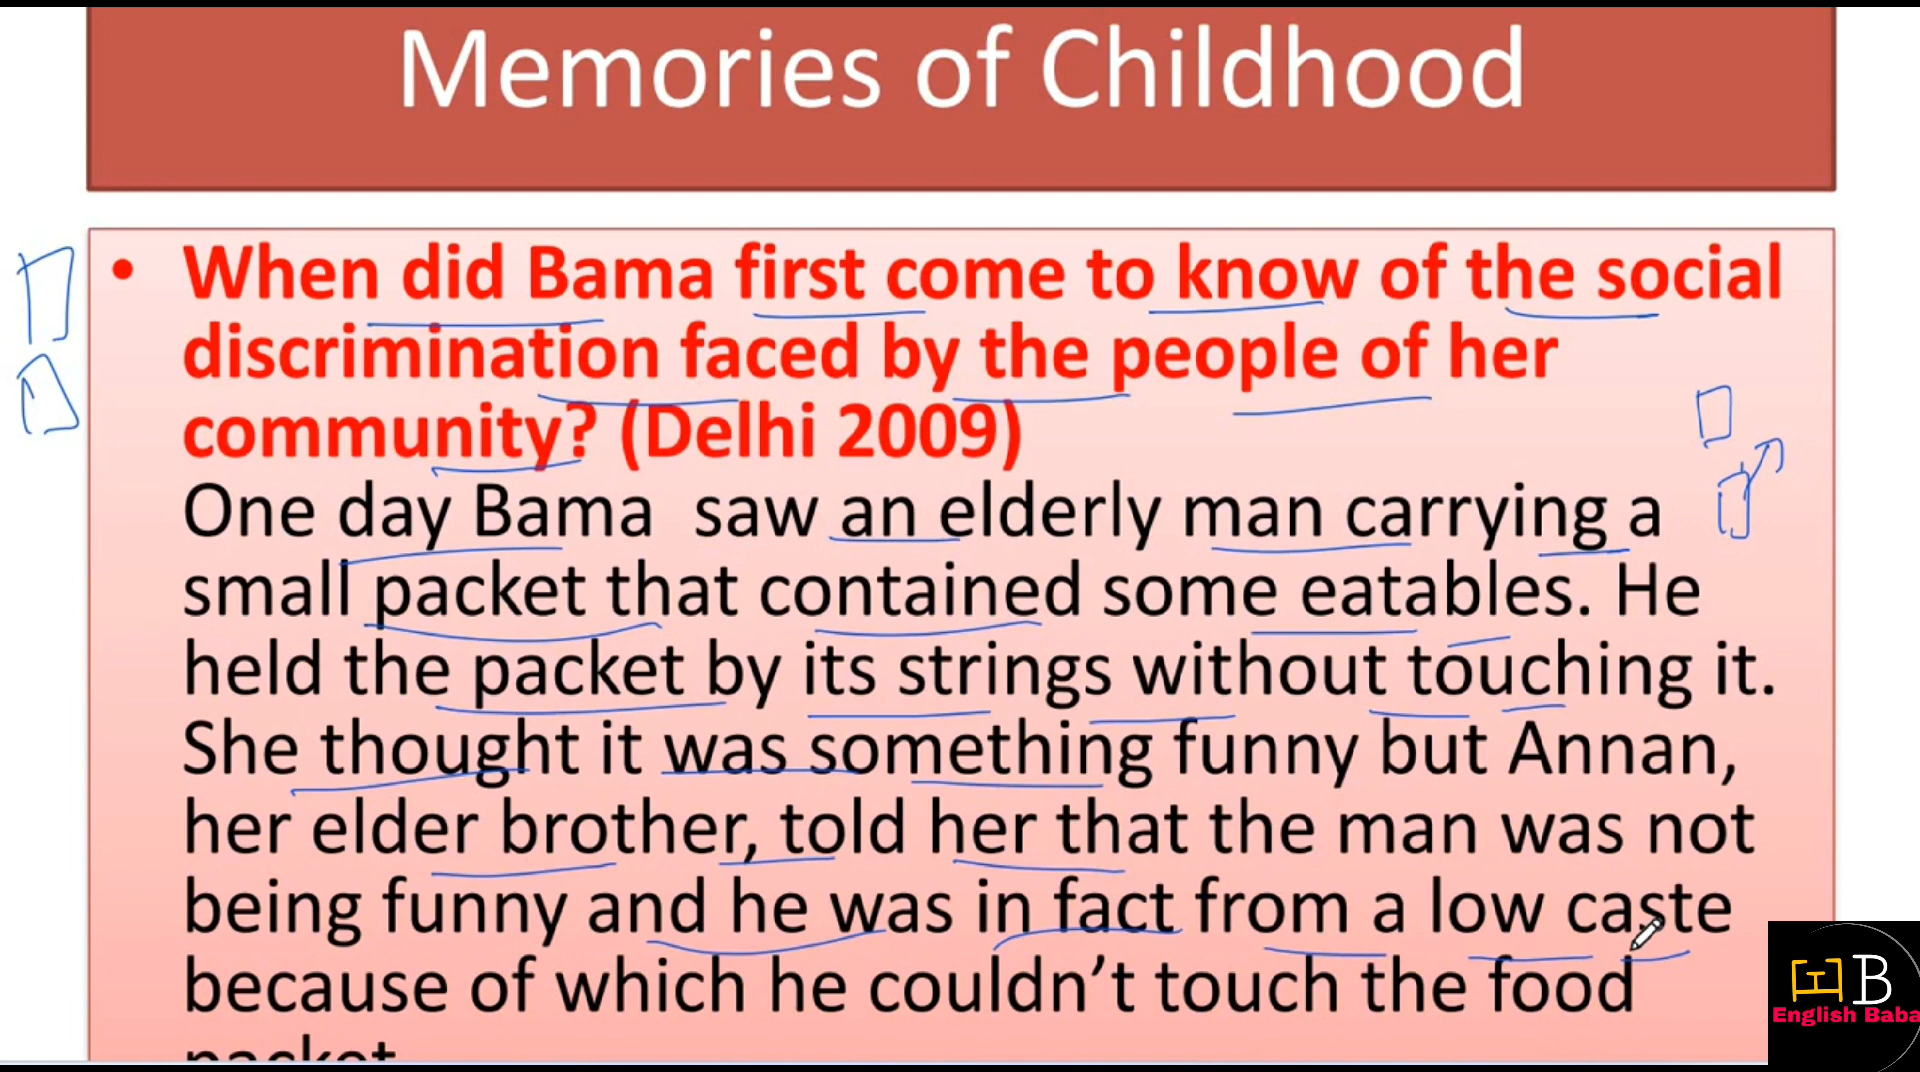 Memories of Childhood
• When did Bama first come to know of the social
discrimination faced by the people of her
community? (Delhi 2009)
One day Bama saw an elderly man carrying a
small packet that contained some eatables. He
held the packet by its strings without touching it.
She thought it was something funny but Annan,
her elder brother, told her that the man was not
being funny and he was in fact from a low caste
because of which he couldn't touch the food
packet.
HB
English Baba